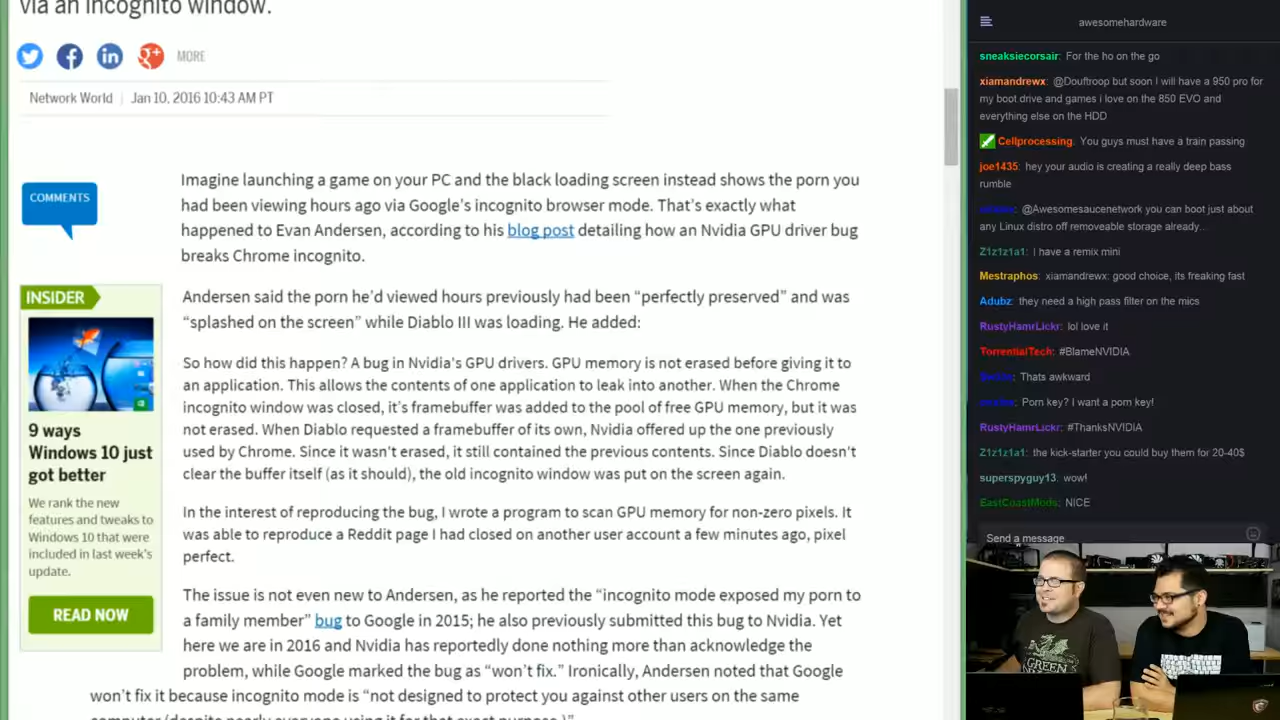 via an incognito window.
MORE
Network World | Jan 10, 2016 10:43 AM PT
COMMENTS
Imagine launching a game on your PC and the black loading screen instead shows the porn you
had been viewing hours ago via Google's incognito browser mode. That's exactly what
happened to Evan Andersen, according to his blog post detailing how an Nvidia GPU driver bug
breaks Chrome incognito.
Andersen said the porn he'd viewed hours previously had been “perfectly preserved” and was
“splashed on the screen” while Diablo III was loading. He added:
So how did this happen? A bug in Nvidia's GPU drivers. GPU memory is not erased before giving it to
an application. This allows the contents of one application to leak into another. When the Chrome
incognito window was closed, it's framebuffer was added to the pool of free GPU memory, but it was
not erased. When Diablo requested a framebuffer of its own, Nvidia offered up the one previously
used by Chrome. Since it wasn't erased, it still contained the previous contents. Since Diablo doesn't
clear the buffer itself (as it should), the old incognito window was put on the screen again.
In the interest of reproducing the bug, I wrote a program to scan GPU memory for non-zero pixels. It
was able to reproduce a Reddit page I had closed on another user account a few minutes ago, pixel
perfect.
The issue is not even new to Andersen, as he reported the “incognito mode exposed my porn to
a family member” bug to Google in 2015; he also previously submitted this bug to Nvidia. Yet
here we are in 2016 and Nvidia has reportedly done nothing more than acknowledge the
problem, while Google marked the bug as “won't fix.” Ironically, Andersen noted that Google
won't fix it because incognito mode is “not designed to protect you against other users on the same
computer (despite nearly everyone using it for that exact purpose.)”
INSIDER
9 ways
Windows 10 just
got better
We rank the new
features and tweaks to
Windows 10 that were
included in last week's
update.
READ NOW
awesomehardware
sneaksiecorsair: For the ho on the go
xiamandrewx: @Douftroop but soon I will have a 950 pro for
my boot drive and games i love on the 850 EVO and
everything else on the HDD
Cellprocessing: You guys must have a train passing
joe1435: hey your audio is creating a really deep bass
rumble
@Awesomesaucenetwork you can boot just about
any Linux distro off removeable storage already..
Z1z1z1a1: I have a remix mini
Mestraphos: xiamandrewx: good choice, its freaking fast
Adubz: they need a high pass filter on the mics
RustyHamrLickr: lol love it
TorrentialTech: #BlameNVIDIA
Thats awkward
Porn key? I want a porn key!
RustyHamrLickr: #ThanksNVIDIA
Z1z1z1a1: the kick-starter you could buy them for 20-40$
superspyguy13: wow!
EastCoastMods: NICE
Send a message
GREEN